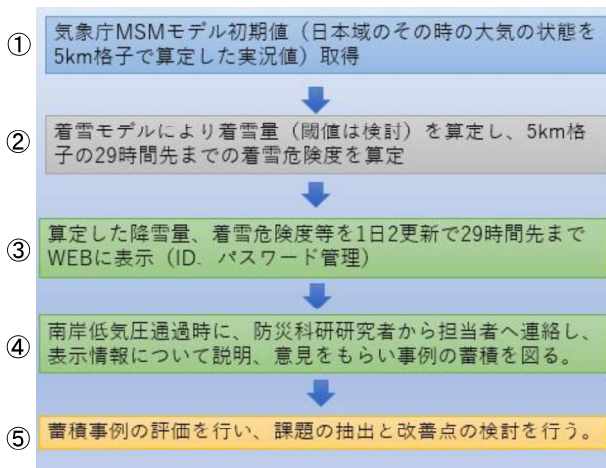 ① 気象庁MSMモデル初期値（日本域のその時の大気の状態を
5km格子で算定した実況値）取得
② 着雪モデルにより着雪量（閾値は検討）を算定し、5km格
子の29時間先までの着雪危険度を算定
③ 算定した降雪量、着雪危険度等を1日2更新で29時間先まで
WEBに表示（ID．パスワード管理）
④ 南岸低気圧通過時に、防災科研研究者から担当者へ連絡し、
表示情報について説明、意見をもらい事例の蓄積を図る。
⑤ 蓄積事例の評価を行い、課題の抽出と改善点の検討を行う。